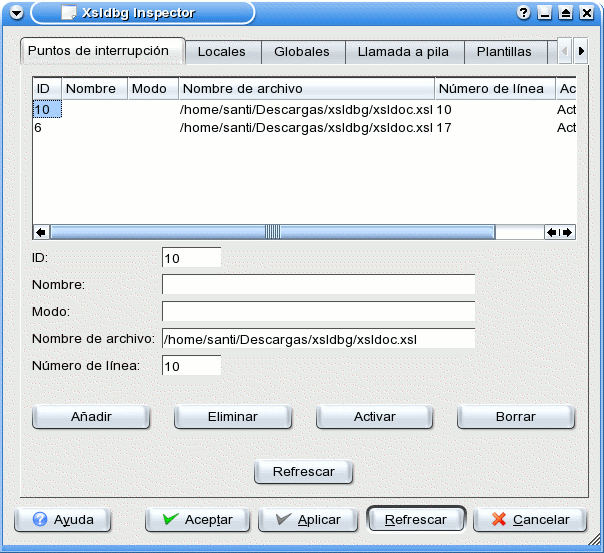 Xsldbg Inspector
Puntos de interrupción Locales Globales Llamada a pila Plantillas
ID Nombre Modo Nombre de archivo Número de línea Ac
10 /home/santi/Descargas/xsldbg/xsldoc.xsl 10 Act
6 /home/santi/Descargas/xsldbg/xsldoc.xsl 17 Act
ID: 10
Nombre:
Modo:
Nombre de archivo: /home/santi/Descargas/xsldbg/xsldoc.xsl
Número de línea: 10
Añadir Eliminar Activar Borrar
Refrescar
Ayuda Aceptar Aplicar Refrescar Cancelar